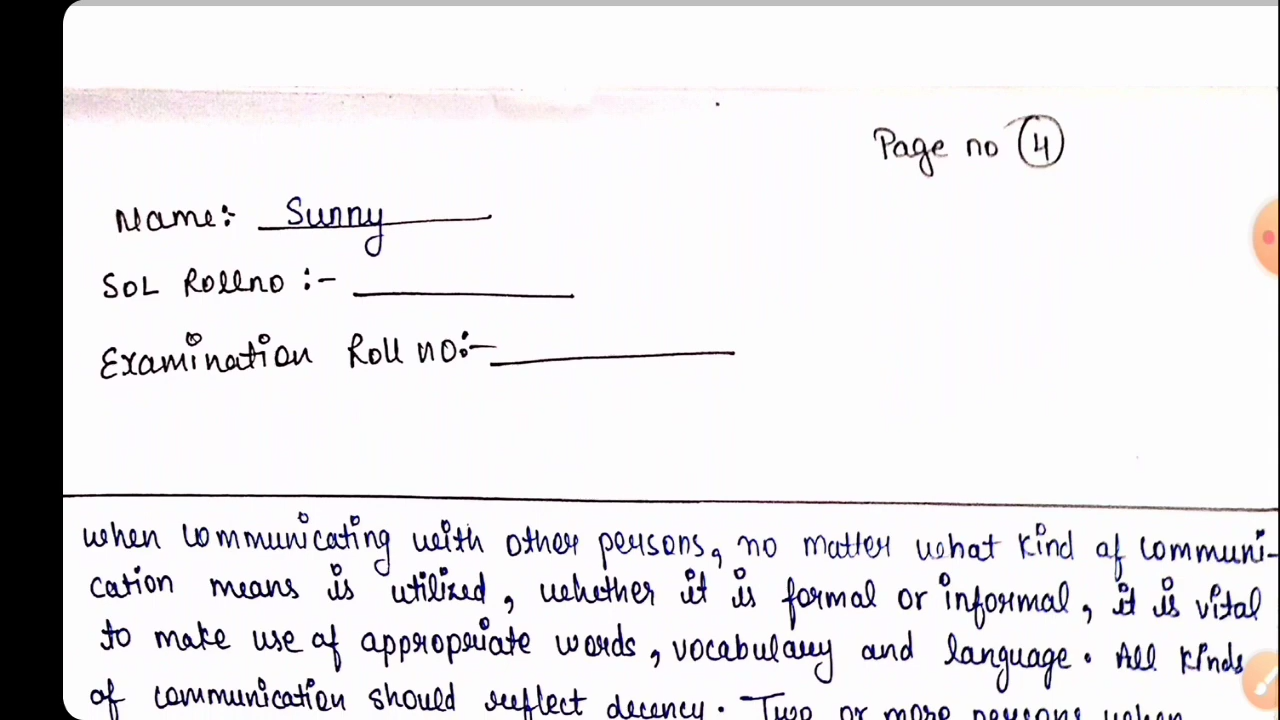 Page no 4
Name:- Sunny
SOL Rollno :-
Examination Roll no:-
when communicating with other persons, no matter what kind of communi-
cation means is utilized, whether it is formal or informal, it is vital
to make use of appropriate words, vocabulary and language. All kinds
of communication should reflect decency. Two or more persons when